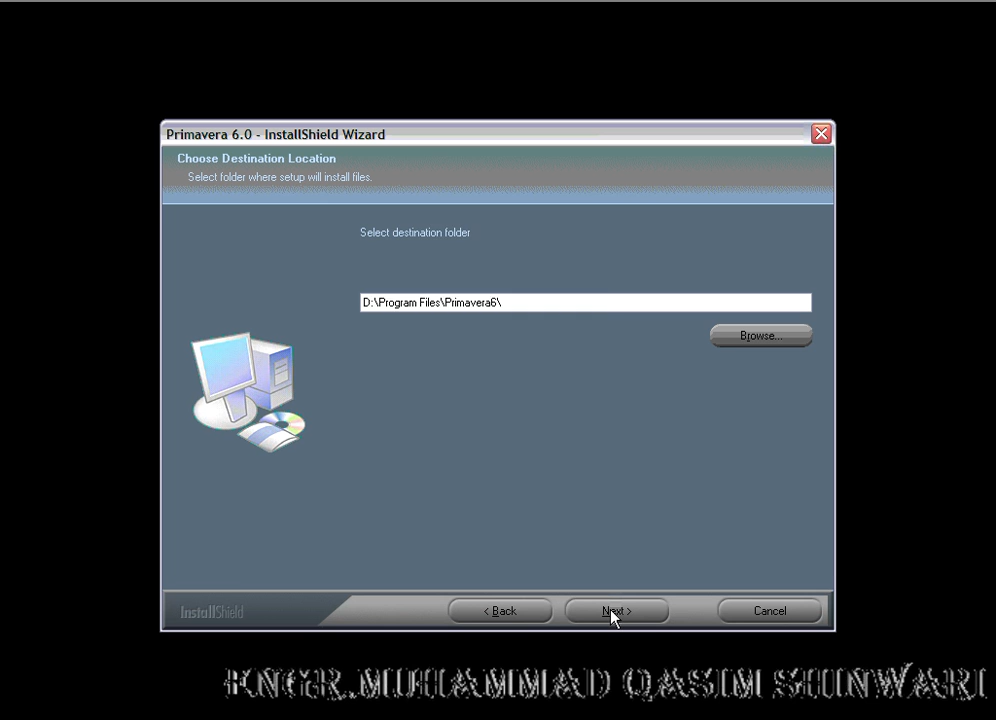 Primavera 6.0 - InstallShield Wizard
Choose Destination Location
Select folder where setup will install files.
Select destination folder
D:\Program Files\Primavera6\
Browse...
InstallShield
< Back
Next >
Cancel
ENGR.MUHAMMAD QASIM SHINWARI